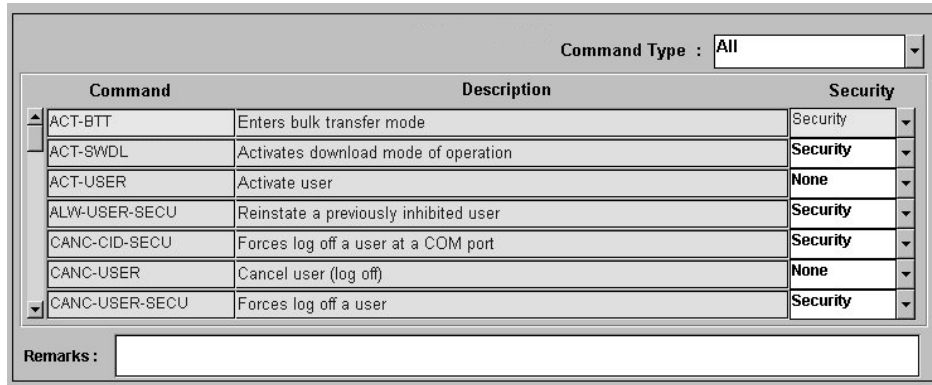 Command Type : All
Command Description Security
ACT-BTT Enters bulk transfer mode Security
ACT-SWDL Activates download mode of operation Security
ACT-USER Activate user None
ALW-USER-SECU Reinstate a previously inhibited user Security
CANC-CID-SECU Forces log off a user at a COM port Security
CANC-USER Cancel user (log off) None
CANC-USER-SECU Forces log off a user Security
Remarks :